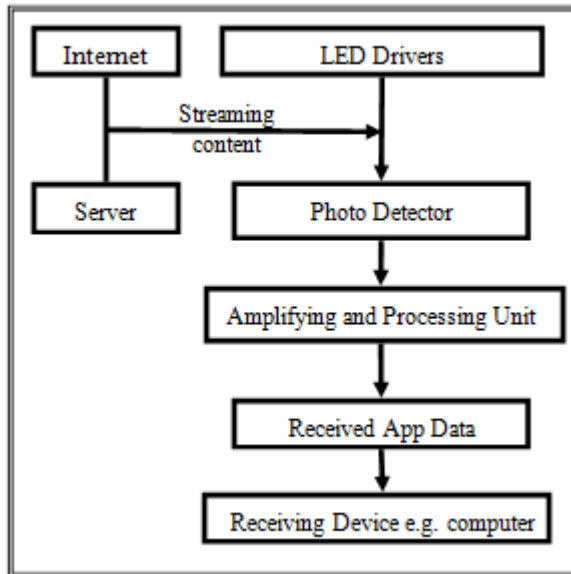 Internet
LED Drivers
Streaming
content
Server
Photo Detector
Amplifying and Processing Unit
Received App Data
Receiving Device e.g. computer